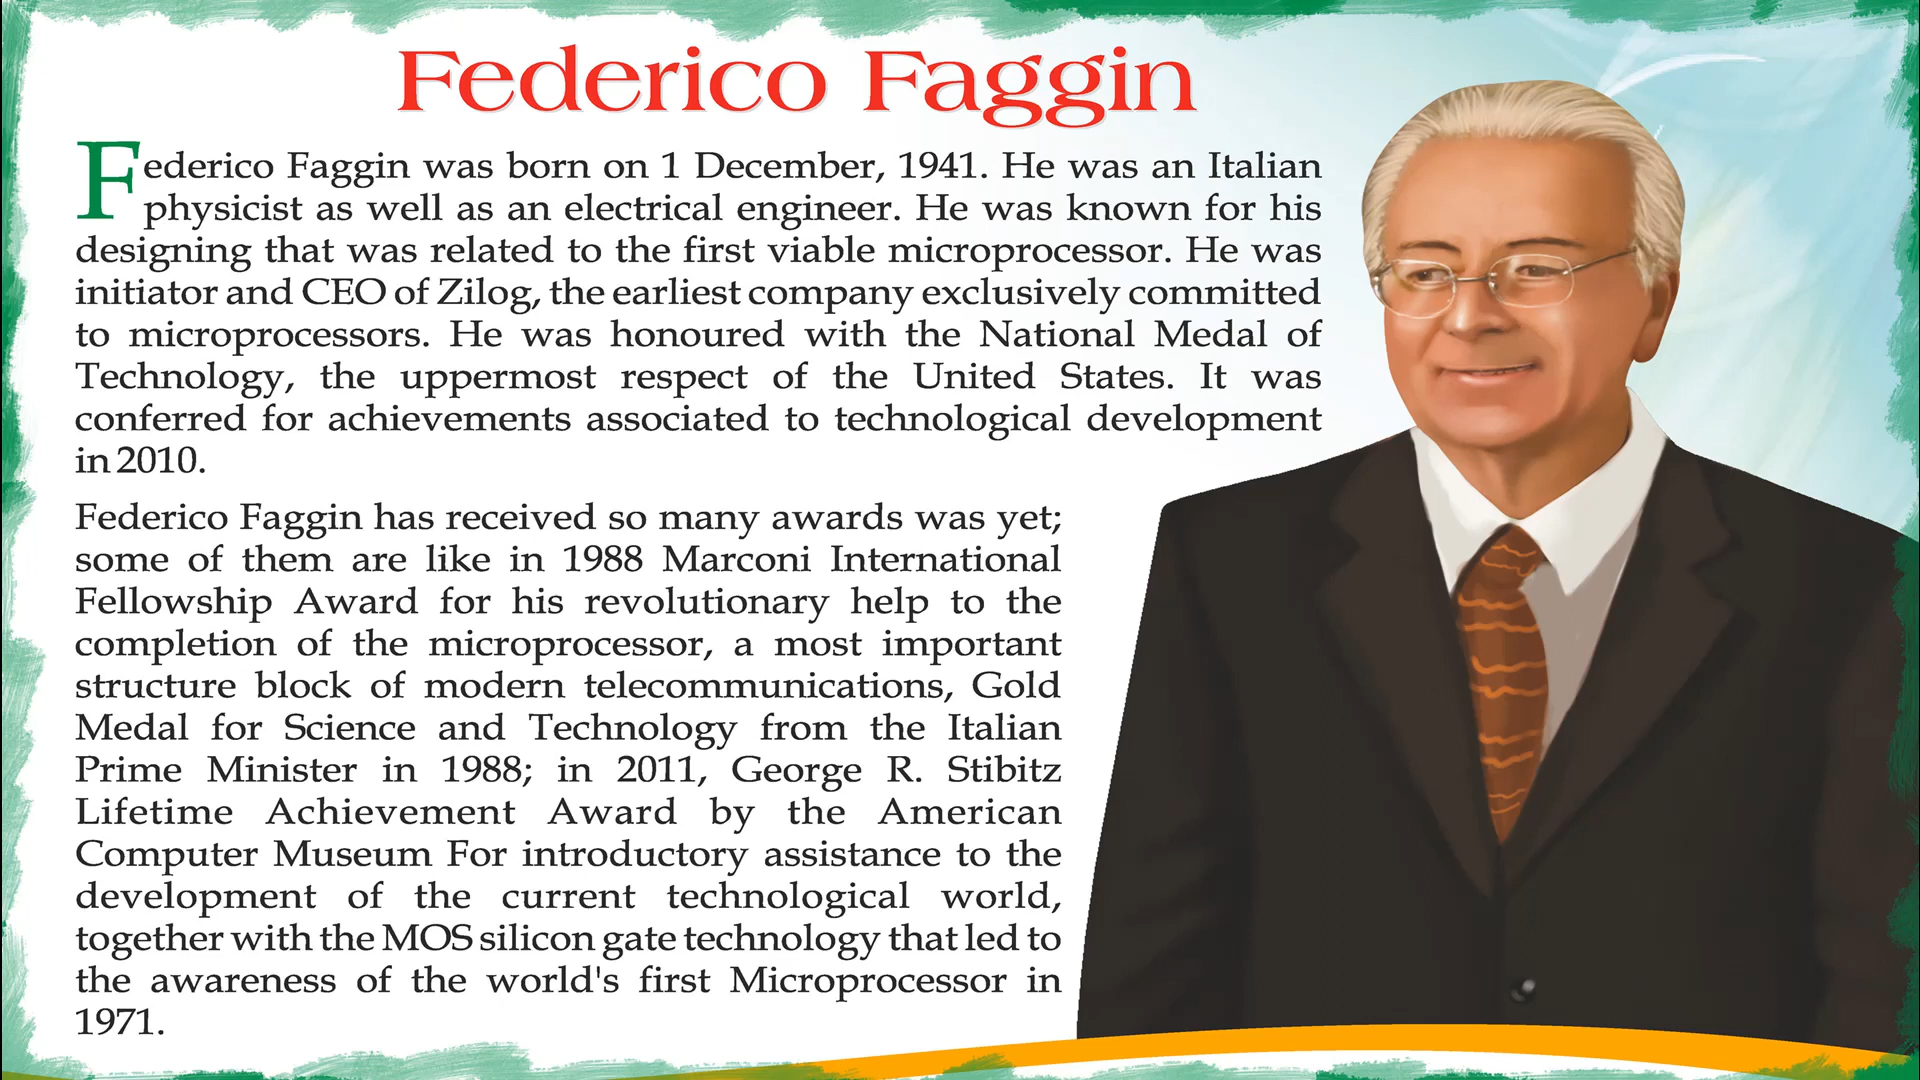 Federico Faggin
Federico Faggin was born on 1 December, 1941. He was an Italian
physicist as well as an electrical engineer. He was known for his
designing that was related to the first viable microprocessor. He was
initiator and CEO of Zilog, the earliest company exclusively committed
to microprocessors. He was honoured with the National Medal of
Technology, the uppermost respect of the United States. It was
conferred for achievements associated to technological development
in 2010.
Federico Faggin has received so many awards was yet;
some of them are like in 1988 Marconi International
Fellowship Award for his revolutionary help to the
completion of the microprocessor, a most important
structure block of modern telecommunications, Gold
Medal for Science and Technology from the Italian
Prime Minister in 1988; in 2011, George R. Stibitz
Lifetime Achievement Award by the American
Computer Museum For introductory assistance to the
development of the current technological world,
together with the MOS silicon gate technology that led to
the awareness of the world's first Microprocessor in
1971.